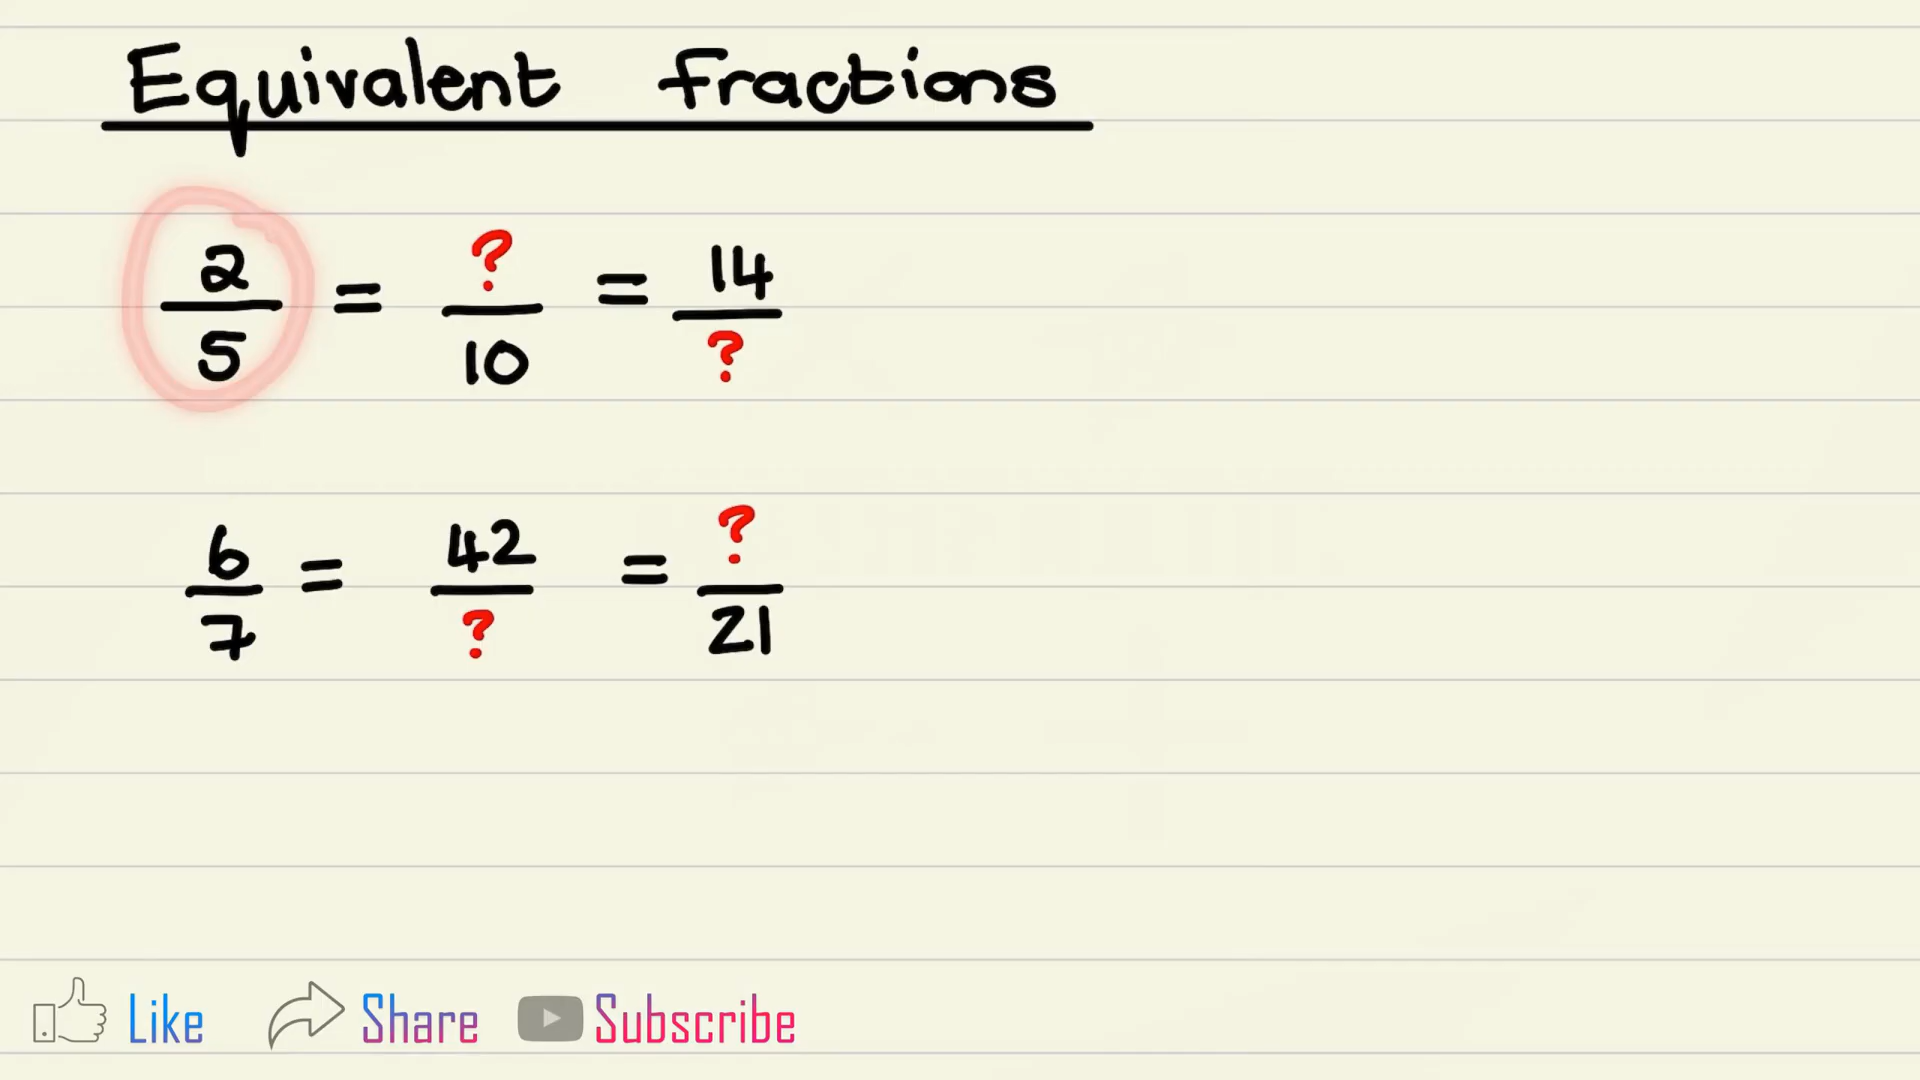 Equivalent fractions
2/5 = ?/10 = 14/?
6/7 = 42/? = ?/21
Like Share Subscribe